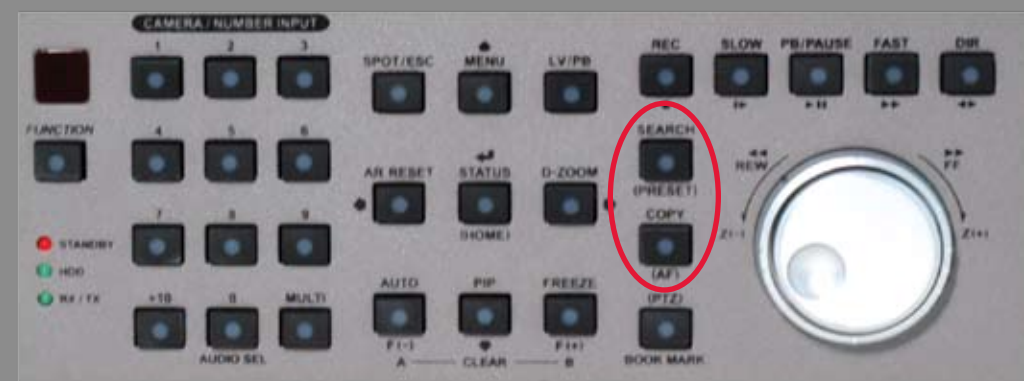 CAMERA / NUMBER INPUT
1 2 3
SPOT/ESC MENU LV/PB
REC SLOW PB/PAUSE FAST DIR
FUNCTION
4 5 6
SEARCH
(PRESET)
AR RESET STATUS D-ZOOM
(HOME)
REW FF
7 8 9
COPY
(AF)
Z(-) Z(+)
STANDBY
HDD
RX / TX
+10 0 MULTI
AUDIO SEL
AUTO PIP FREEZE
F(-) F(+)
A CLEAR B
(PTZ)
BOOK MARK